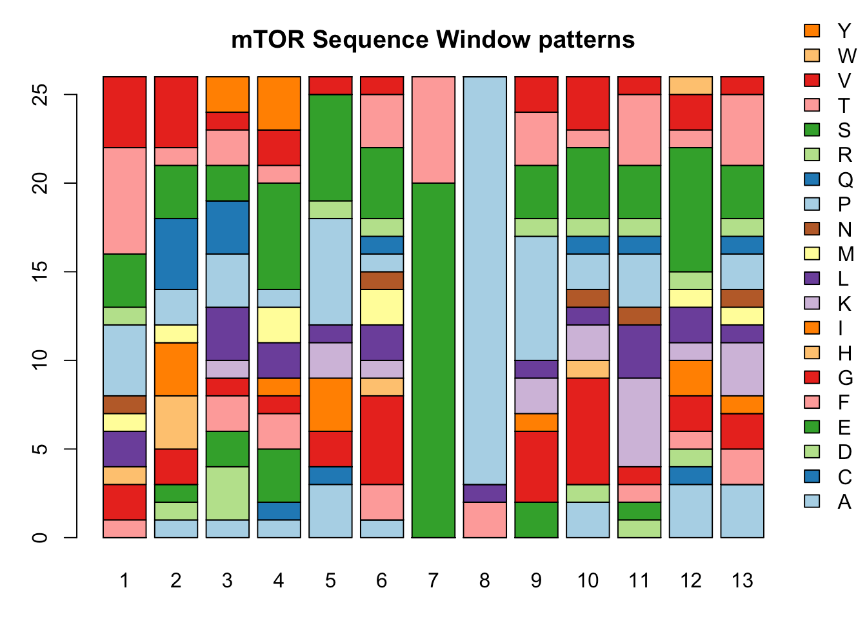 mTOR Sequence Window patterns
25
20
15
10
5
0
1 2 3 4 5 6 7 8 9 10 11 12 13
Y
W
V
T
S
R
Q
P
N
M
L
K
I
H
G
F
E
D
C
A